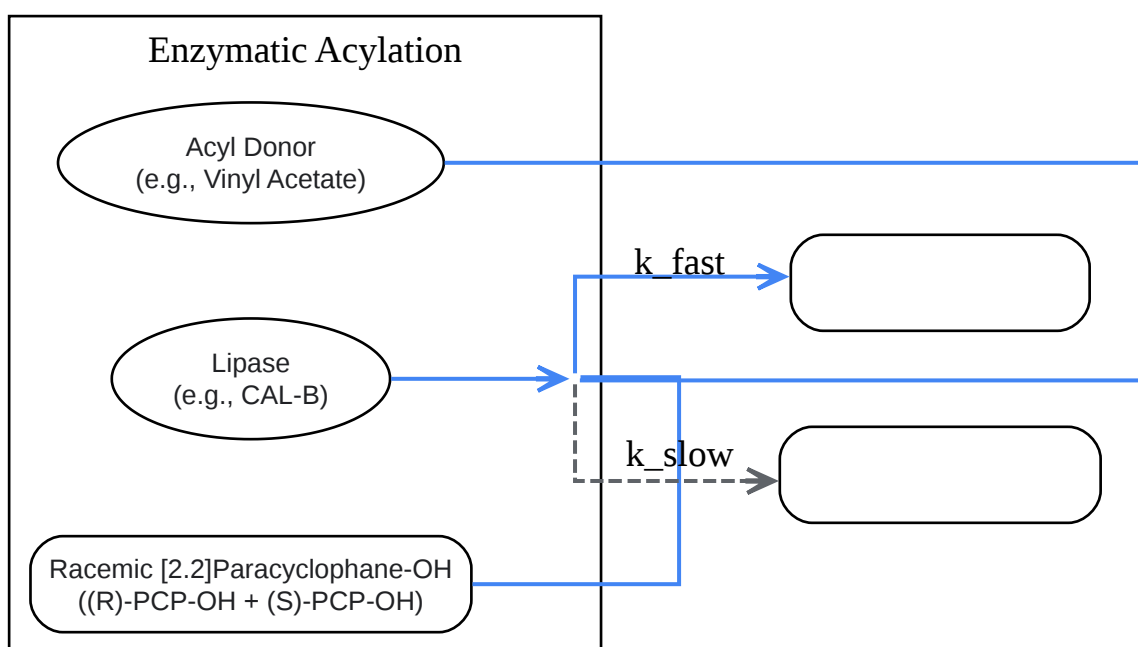 Enzymatic Acylation
Acyl Donor
(e.g., Vinyl Acetate)
k_fast
Lipase
(e.g., CAL-B)
k_slow
Racemic [2.2]Paracyclophane-OH
((R)-PCP-OH + (S)-PCP-OH)